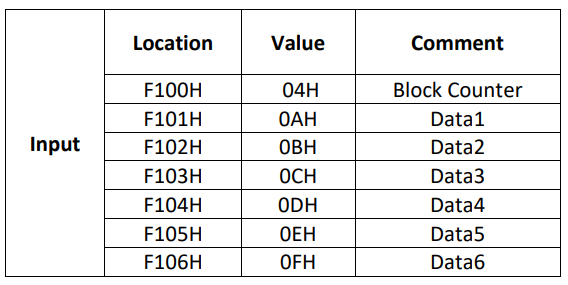 Location Value Comment
F100H 04H Block Counter
F101H 0AH Data1
Input F102H 0BH Data2
F103H 0CH Data3
F104H 0DH Data4
F105H 0EH Data5
F106H 0FH Data6